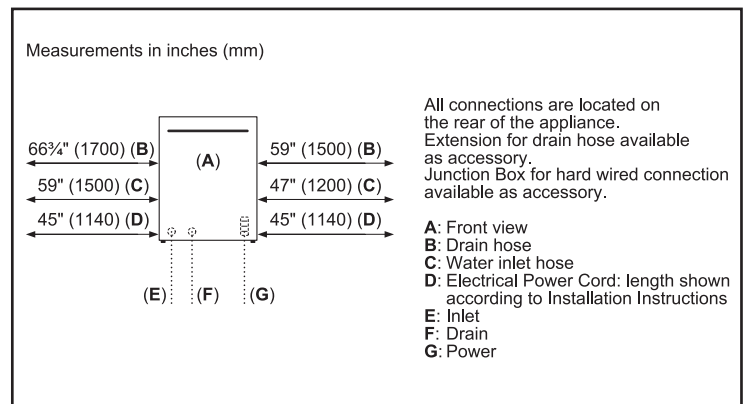 Measurements in inches (mm)
66¾" (1700) (B)
59" (1500) (C)
45" (1140) (D)
(A)
59" (1500) (B)
47" (1200) (C)
45" (1140) (D)
(E)
(F)
(G)
All connections are located on
the rear of the appliance.
Extension for drain hose available
as accessory.
Junction Box for hard wired connection
available as accessory.
A: Front view
B: Drain hose
C: Water inlet hose
D: Electrical Power Cord: length shown
according to Installation Instructions
E: Inlet
F: Drain
G: Power